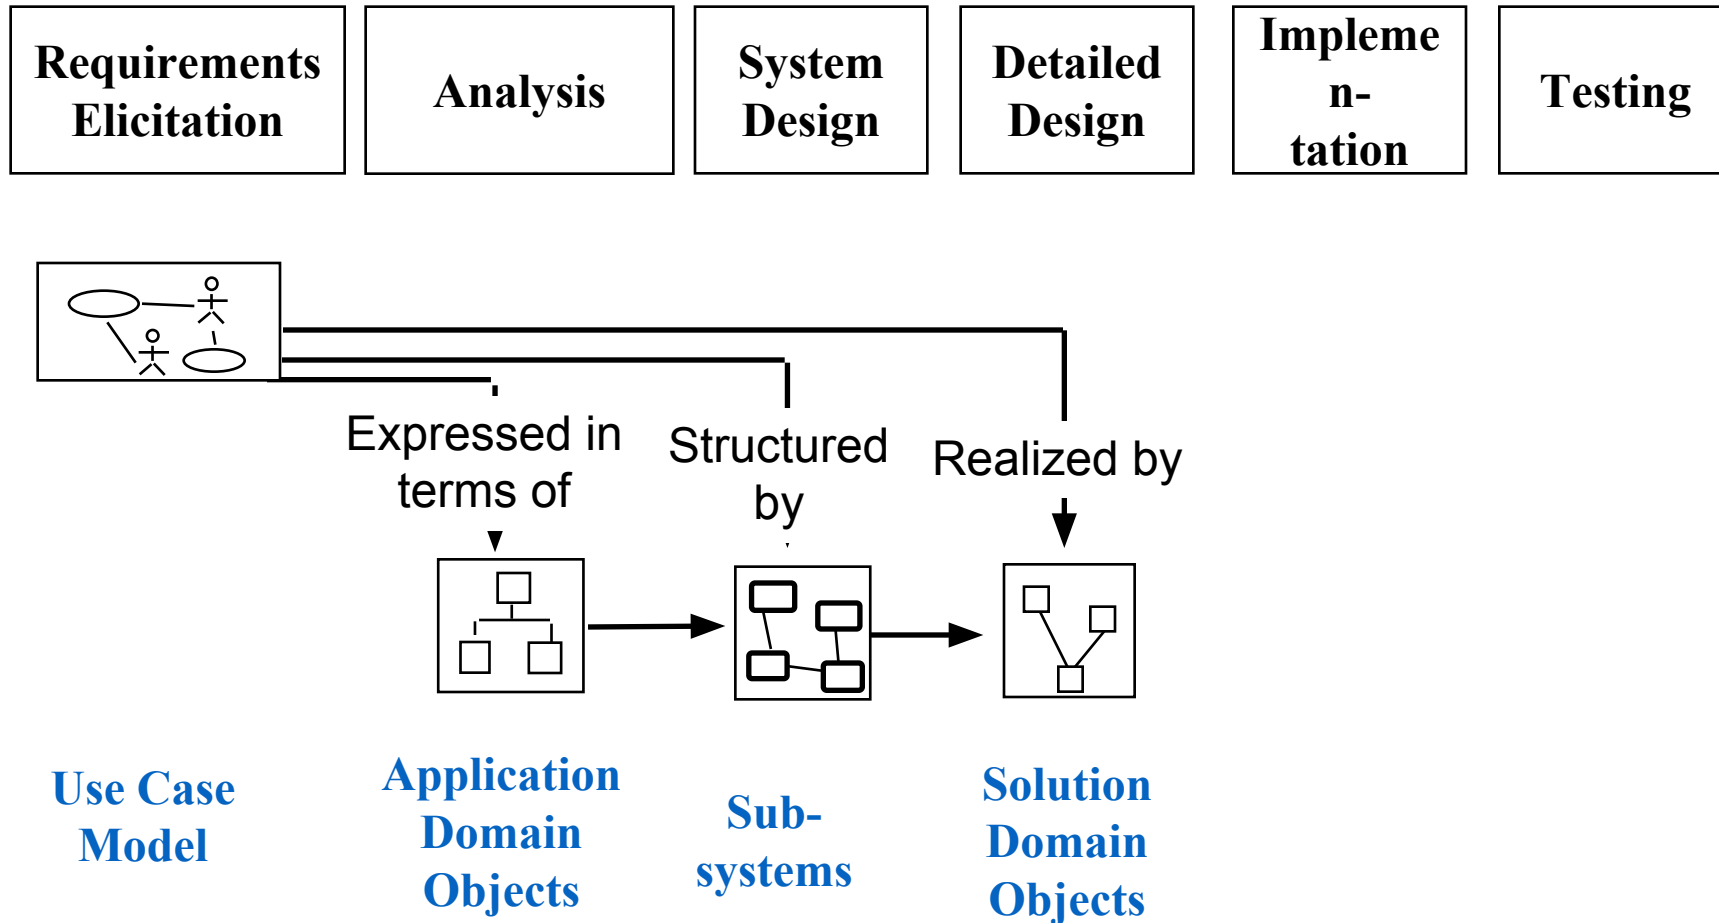 Requirements
Elicitation
Analysis
System
Design
Detailed
Design
Impleme
n-
tation
Testing
Expressed in
terms of
Structured
by
Realized by
Use Case
Model
Application
Domain
Objects
Sub-
systems
Solution
Domain
Objects